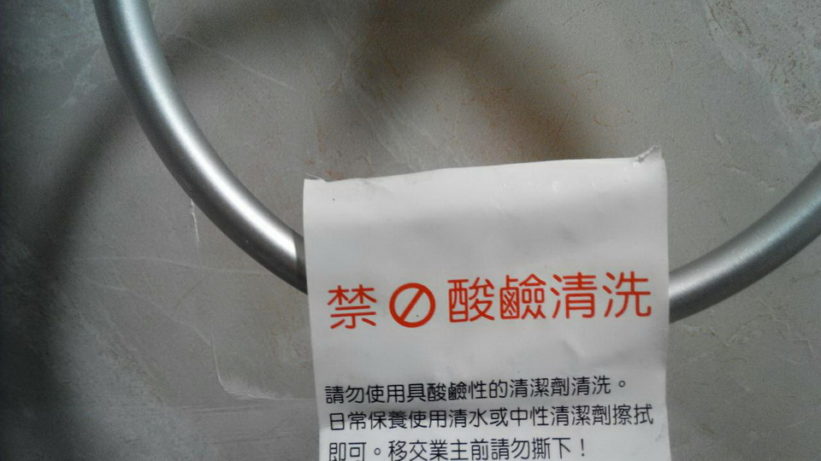 禁🚫酸鹼清洗
請勿使用具酸鹼性的清潔劑清洗。
日常保養使用清水或中性清潔劑擦拭
即可。移交業主前請勿撕下！